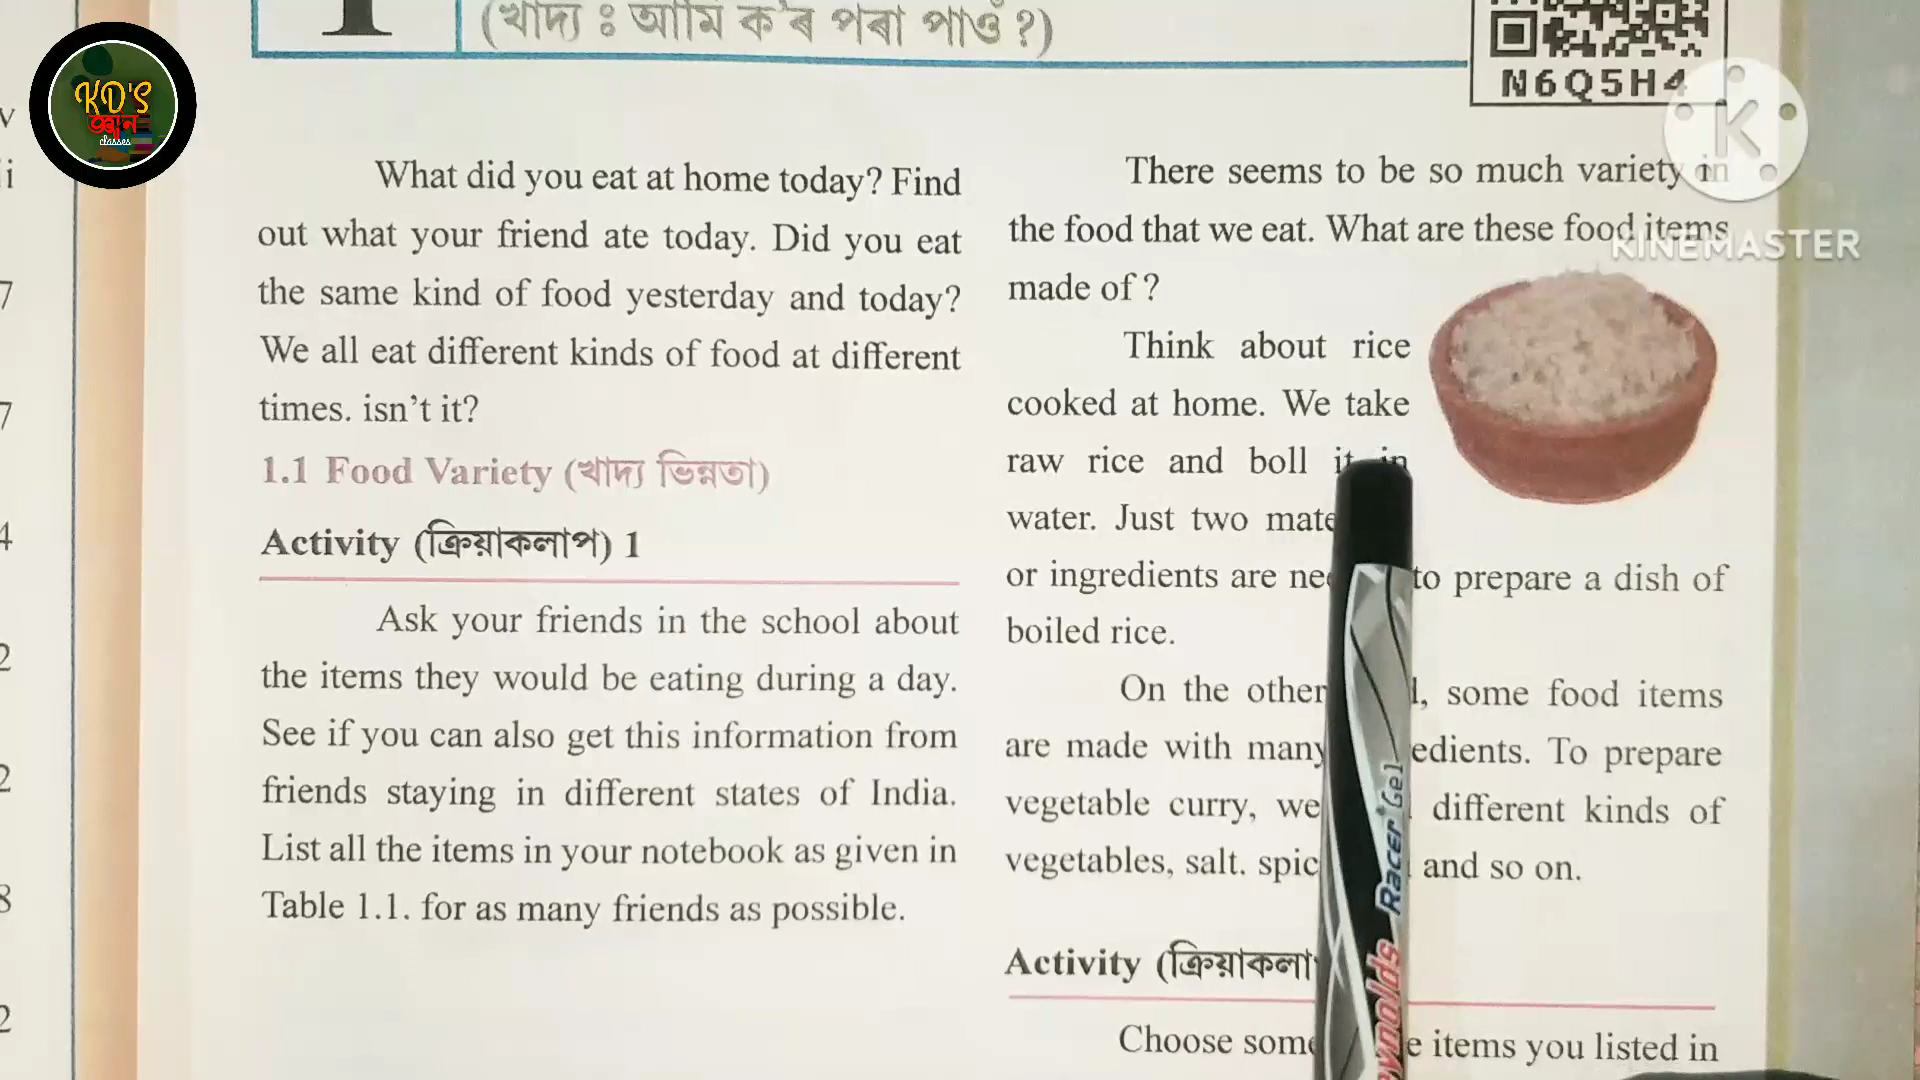 (খাদ্য ঃ আমি ক'ৰ পৰা পাওঁ ?)
N6Q5H4
KD'S
জ্ঞান
classes
KINEMASTER
What did you eat at home today? Find
out what your friend ate today. Did you eat
the same kind of food yesterday and today?
We all eat different kinds of food at different
times. isn't it?
1.1 Food Variety (খাদ্য ভিন্নতা)
Activity (ক্ৰিয়াকলাপ) 1
Ask your friends in the school about
the items they would be eating during a day.
See if you can also get this information from
friends staying in different states of India.
List all the items in your notebook as given in
Table 1.1. for as many friends as possible.
There seems to be so much variety in
the food that we eat. What are these food items
made of ?
Think about rice
cooked at home. We take
raw rice and boll it in
water. Just two
or ingredients are to prepare a dish of
boiled rice.
On the other some food items
are made with many To prepare
vegetable curry, we different kinds of
vegetables, salt. and so on.
Activity
Choose items you listed in
Racer Gel